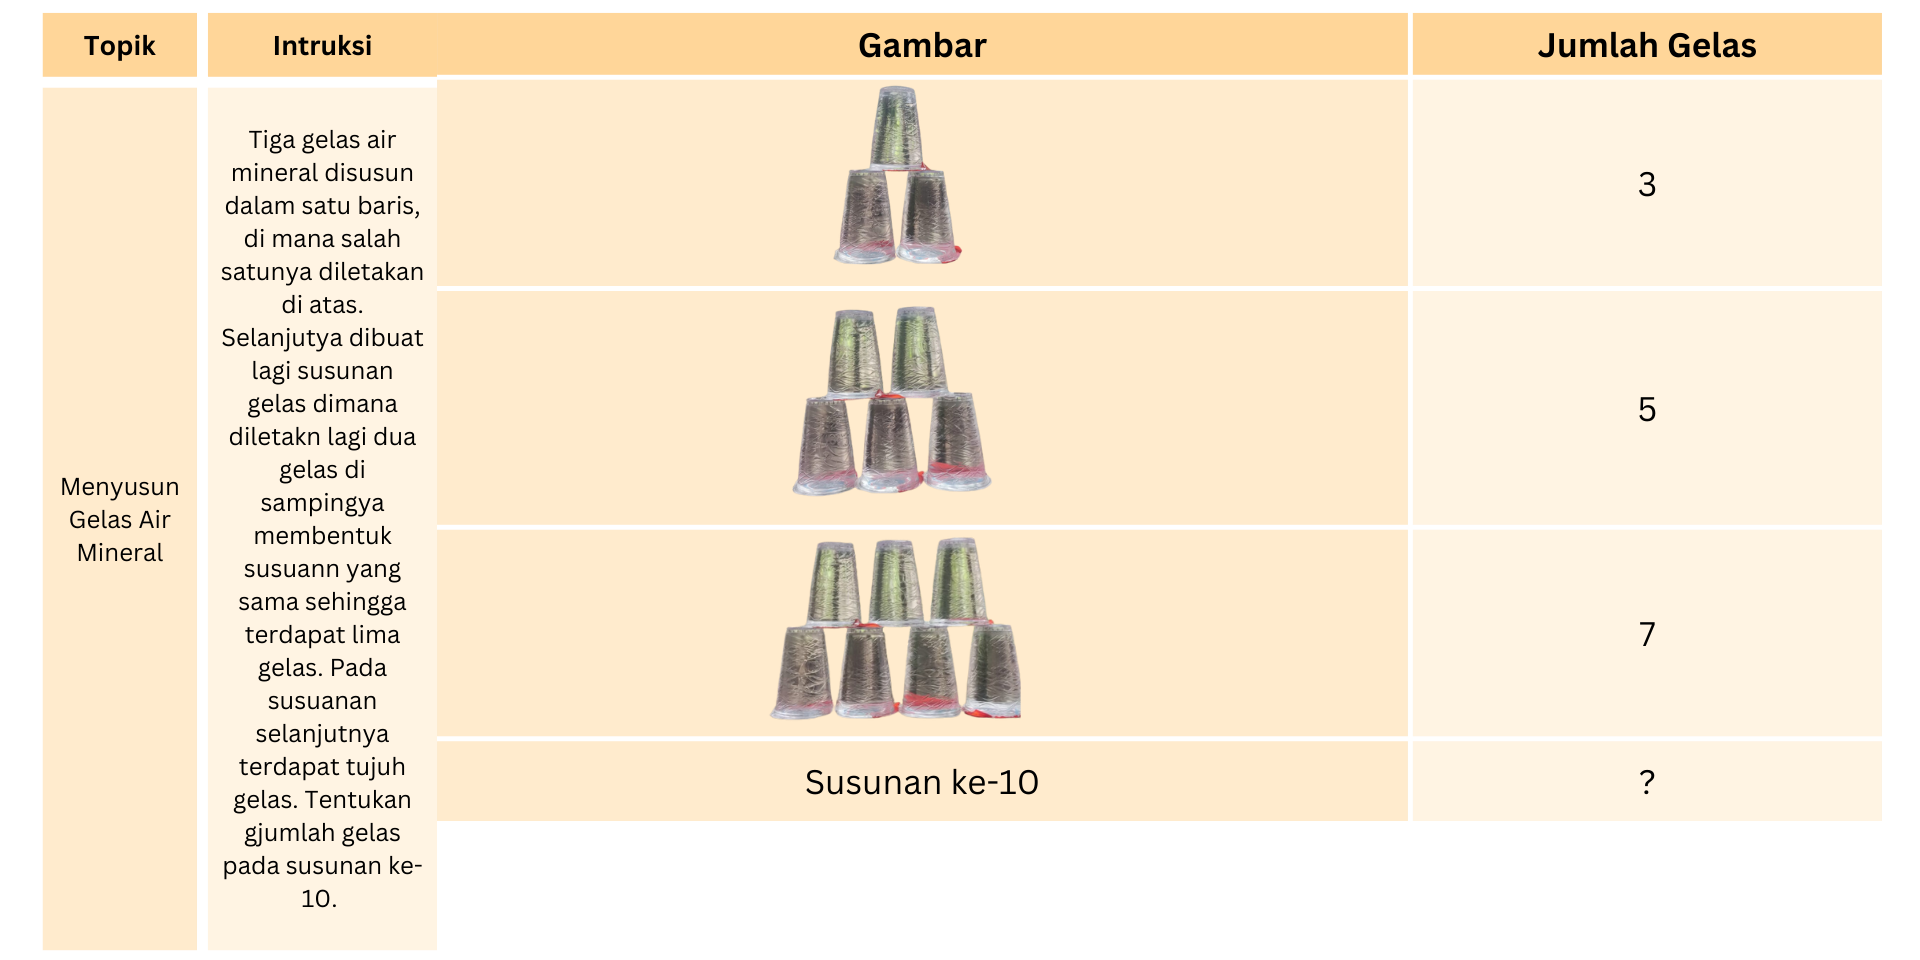 Topik
Intruksi
Gambar
Jumlah Gelas
Menyusun
Gelas Air
Mineral
Tiga gelas air
mineral disusun
dalam satu baris,
di mana salah
satunya diletakan
di atas.
Selanjutya dibuat
lagi susunan
gelas dimana
diletakn lagi dua
gelas di
sampingya
membentuk
susuann yang
sama sehingga
terdapat lima
gelas. Pada
susuanan
selanjutnya
terdapat tujuh
gelas. Tentukan
gjumlah gelas
pada susunan ke-
10.
3
5
7
Susunan ke-10
?